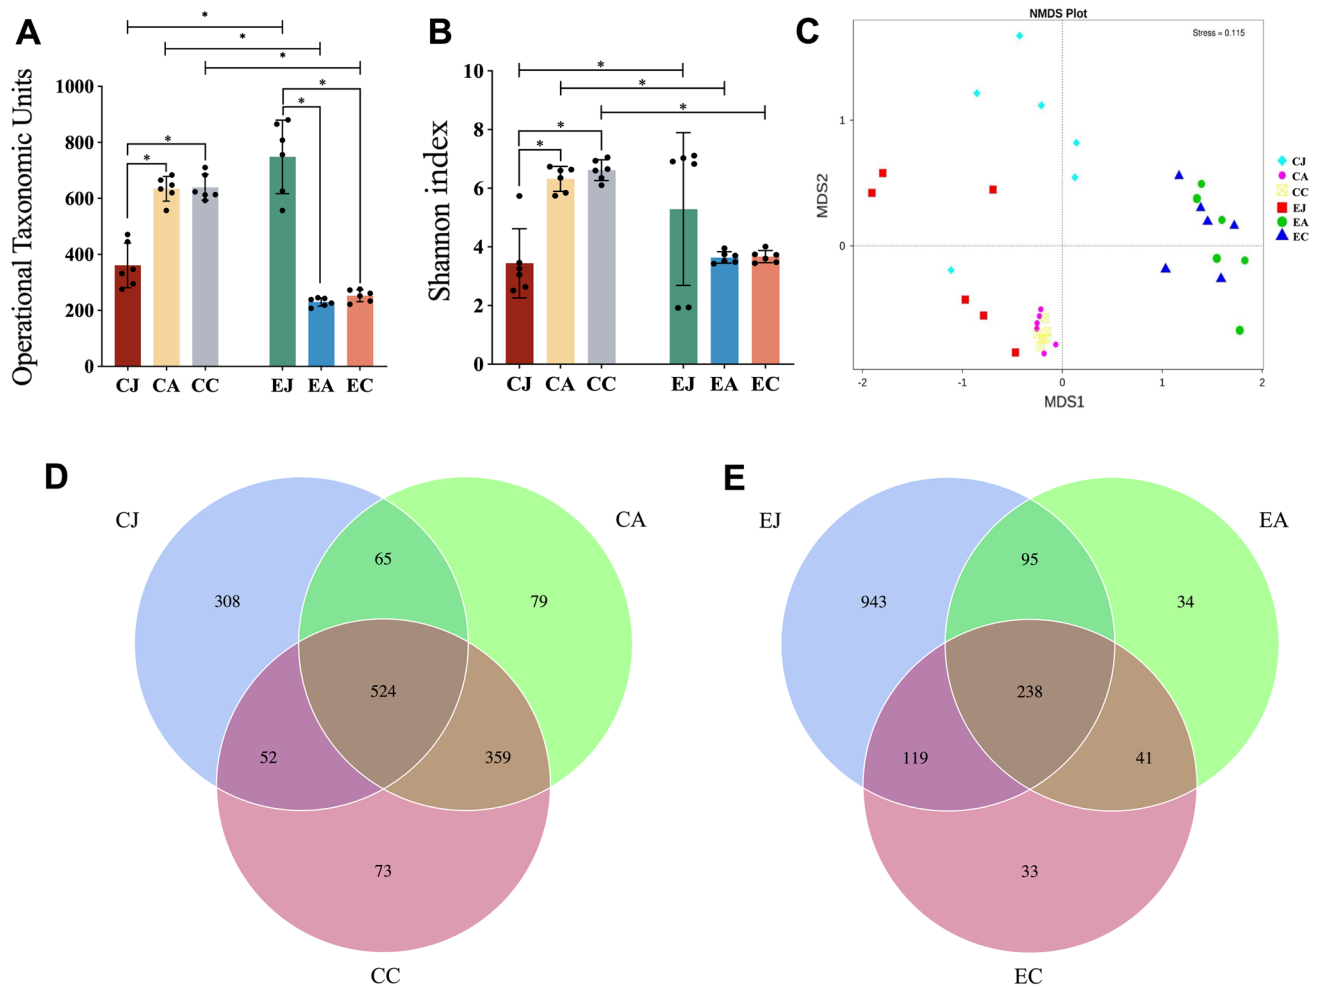 A
Operational Taxonomic Units
1000
800
600
400
200
0
* * *
* * * *
CJ CA CC EJ EA EC
B
Shannon index
10
8
6
4
2
0
* * *
* *
CJ CA CC EJ EA EC
C
NMDS Plot
Stress = 0.115
MDS2
1
0
-2 -1 0 1 2
MDS1
CJ
CA
CC
EJ
EA
EC
D
CJ
CA
65
308
79
524
52
359
73
CC
E
EJ
EA
95
943
34
238
119
41
33
EC